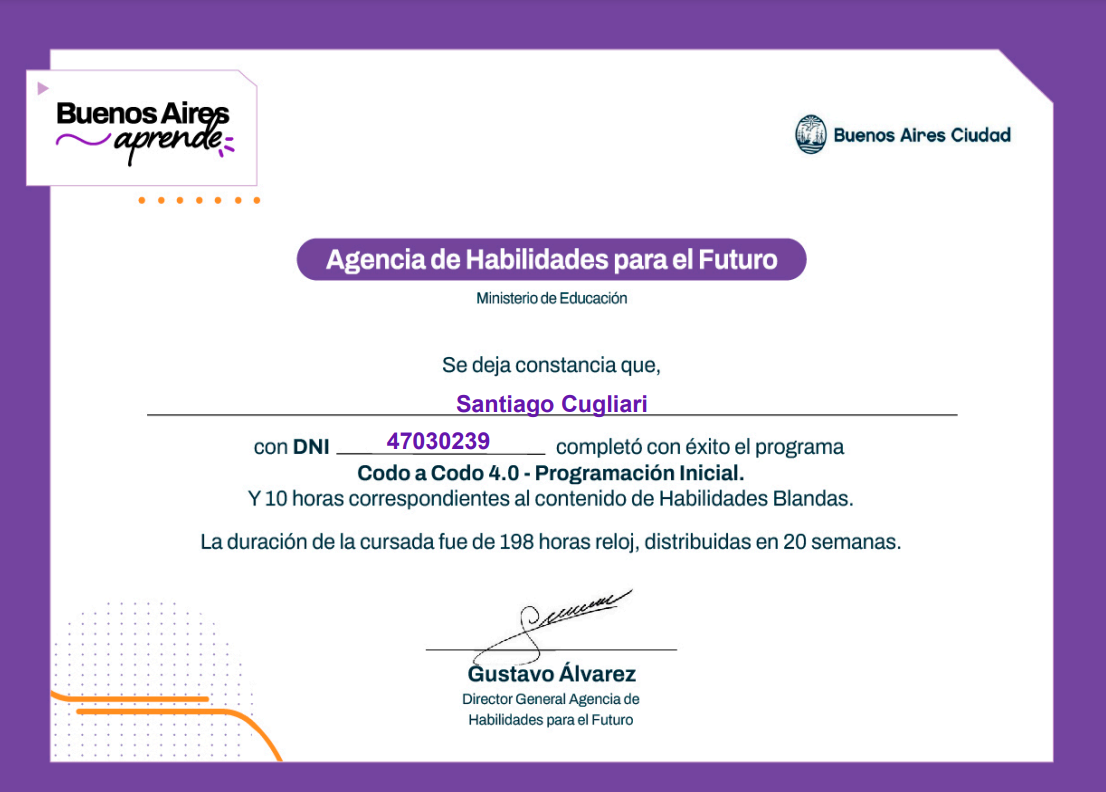 Buenos Aires
aprende
Buenos Aires Ciudad
Agencia de Habilidades para el Futuro
Ministerio de Educación
Se deja constancia que,
Santiago Cugliari
con DNI 47030239 completó con éxito el programa
Codo a Codo 4.0 - Programación Inicial.
Y 10 horas correspondientes al contenido de Habilidades Blandas.
La duración de la cursada fue de 198 horas reloj, distribuidas en 20 semanas.
Gustavo Álvarez
Director General Agencia de
Habilidades para el Futuro